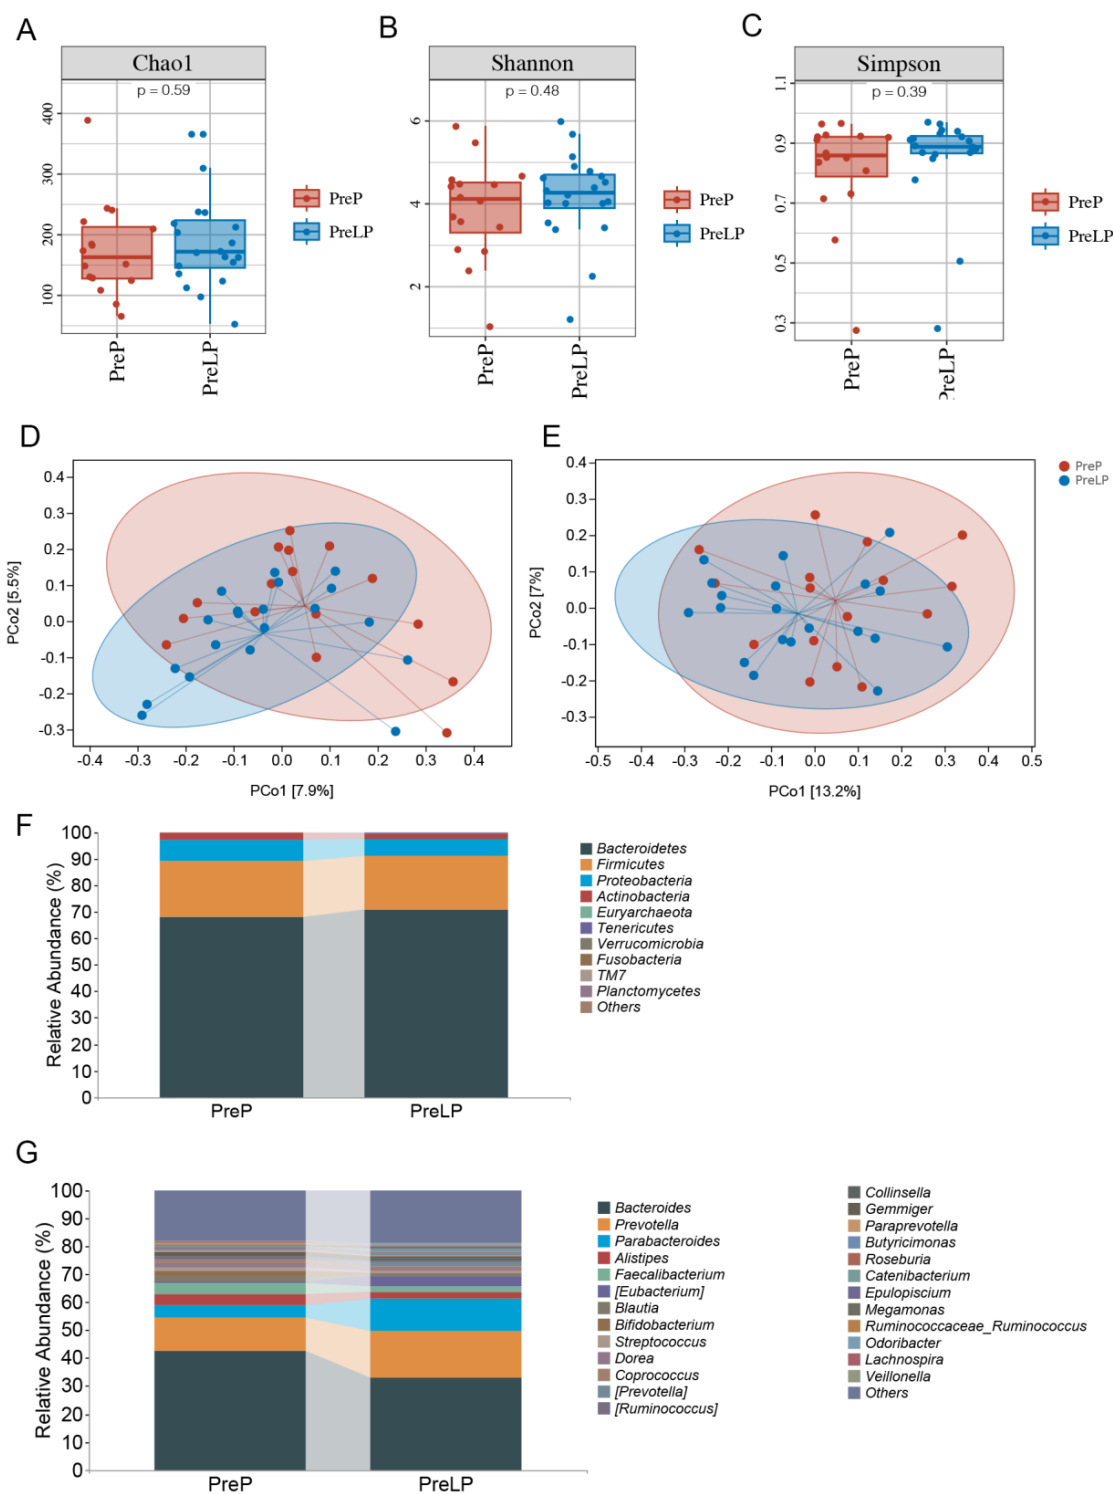 A
B
C
Chao1
Shannon
Simpson
p = 0.59
p = 0.48
p = 0.39
400
300
200
100
6
4
2
1.1
0.9
0.7
0.5
0.3
PreP
PreLP
PreP
PreLP
PreP
PreLP
PreP
PreLP
PreP
PreLP
PreP
PreLP
D
E
PCo2 [5.5%]
0.4
0.3
0.2
0.1
0.0
-0.1
-0.2
-0.3
-0.4 -0.3 -0.2 -0.1 0.0 0.1 0.2 0.3 0.4
PCo1 [7.9%]
PCo2 [7%]
0.4
0.3
0.2
0.1
0.0
-0.1
-0.2
-0.3
-0.5 -0.4 -0.3 -0.2 -0.1 0.0 0.1 0.2 0.3 0.4 0.5
PCo1 [13.2%]
PreP
PreLP
F
Relative Abundance (%)
100
90
80
70
60
50
40
30
20
10
0
PreP PreLP
Bacteroidetes
Firmicutes
Proteobacteria
Actinobacteria
Euryarchaeota
Tenericutes
Verrucomicrobia
Fusobacteria
TM7
Planctomycetes
Others
G
Relative Abundance (%)
100
90
80
70
60
50
40
30
20
10
0
PreP PreLP
Bacteroides
Prevotella
Parabacteroides
Alistipes
Faecalibacterium
[Eubacterium]
Blautia
Bifidobacterium
Streptococcus
Dorea
Coprococcus
[Prevotella]
[Ruminococcus]
Collinsella
Gemmiger
Paraprevotella
Butyricimonas
Roseburia
Catenibacterium
Epulopiscium
Megamonas
Ruminococcaceae_Ruminococcus
Odoribacter
Lachnospira
Veillonella
Others